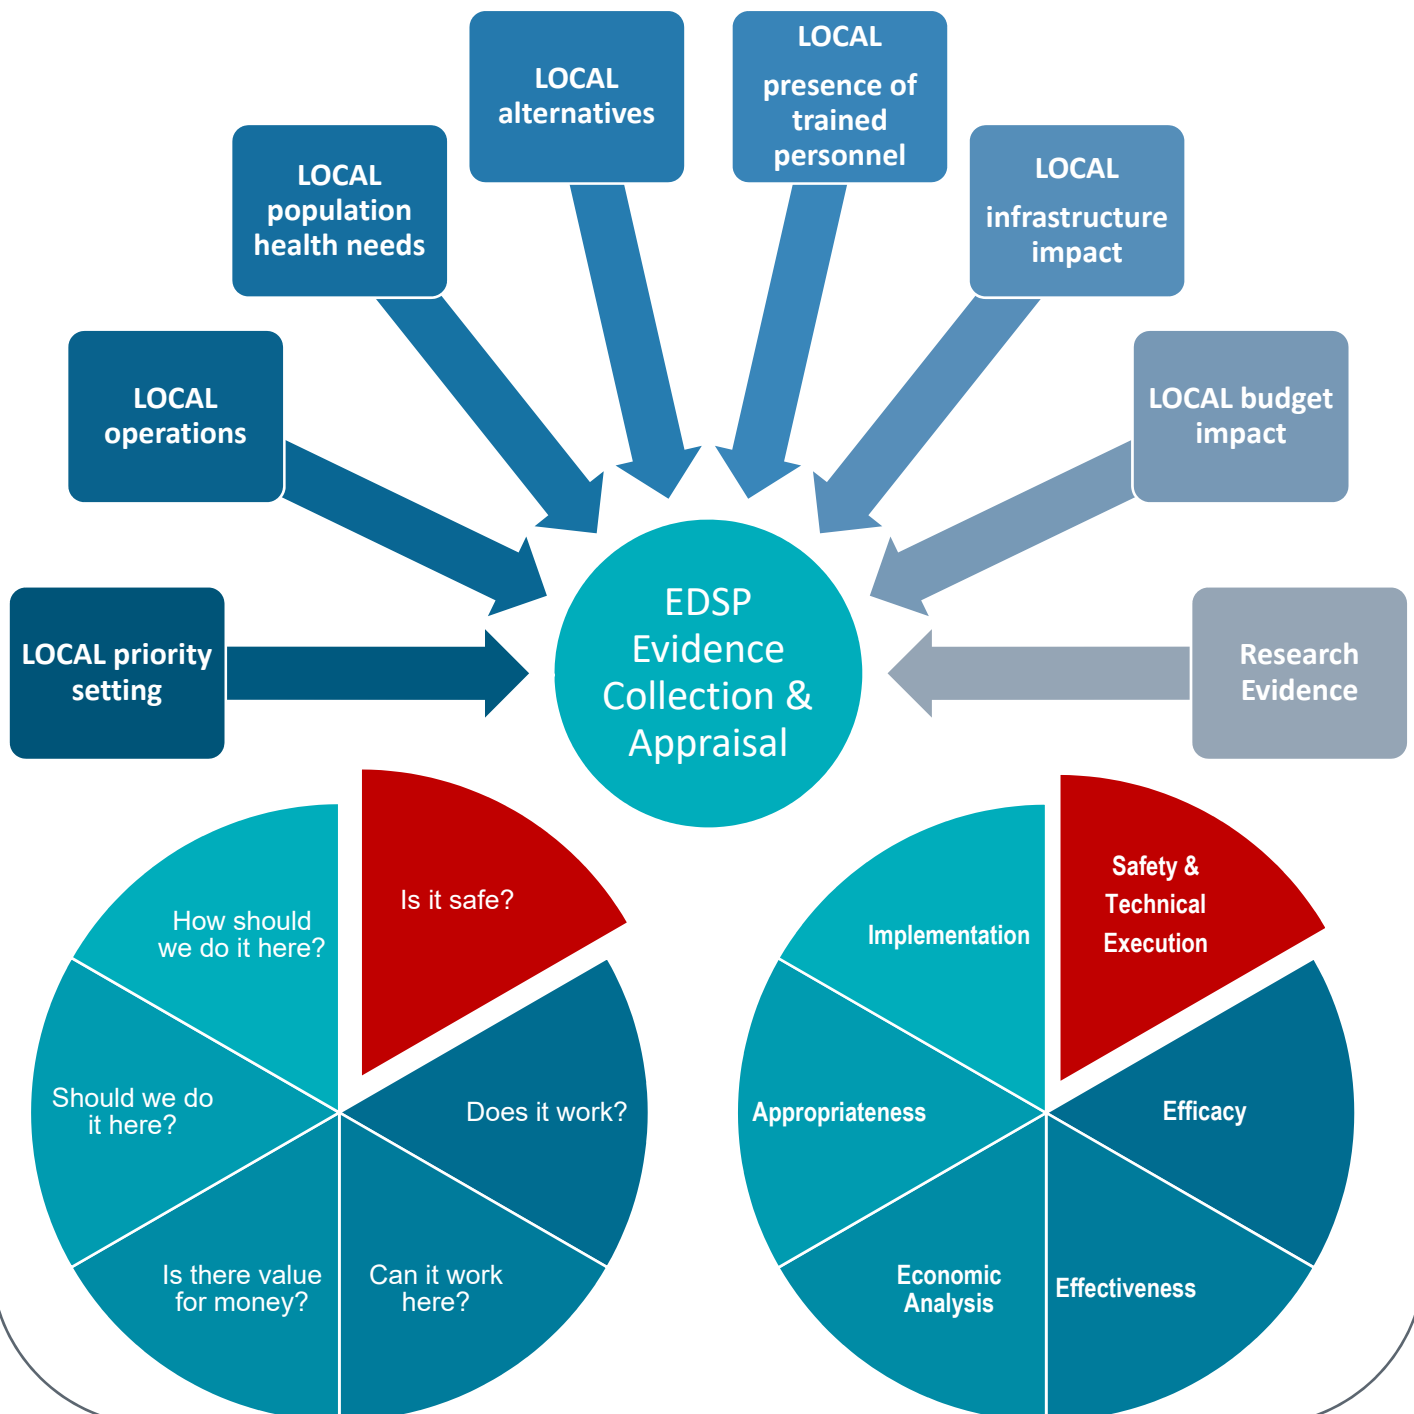 LOCAL
alternatives
LOCAL
presence of
trained
personnel
LOCAL
population
health needs
LOCAL
infrastructure
impact
LOCAL
operations
LOCAL budget
impact
LOCAL priority
setting
EDSP
Evidence
Collection &
Appraisal
Research
Evidence
Is it safe?
Does it work?
Can it work
here?
Is there value
for money?
Should we do
it here?
How should
we do it here?
Safety &
Technical
Execution
Efficacy
Effectiveness
Economic
Analysis
Appropriateness
Implementation